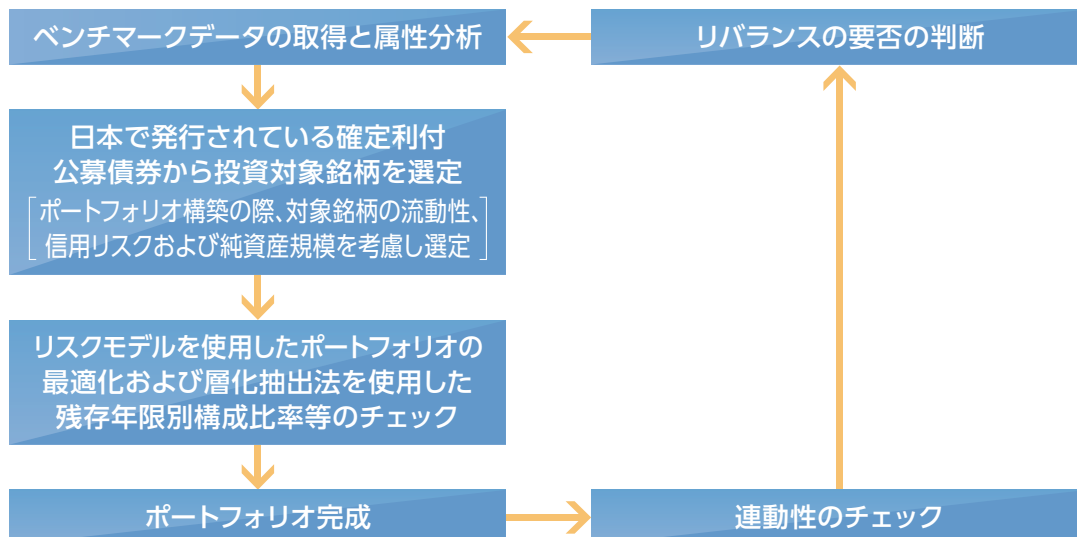 ベンチマークデータの取得と属性分析
リバランスの要否の判断
日本で発行されている確定利付
公募債券から投資対象銘柄を選定
[ポートフォリオ構築の際、対象銘柄の流動性、
信用リスクおよび純資産規模を考慮し選定]
リスクモデルを使用したポートフォリオの
最適化および層化抽出法を使用した
残存年限別構成比率等のチェック
ポートフォリオ完成
連動性のチェック